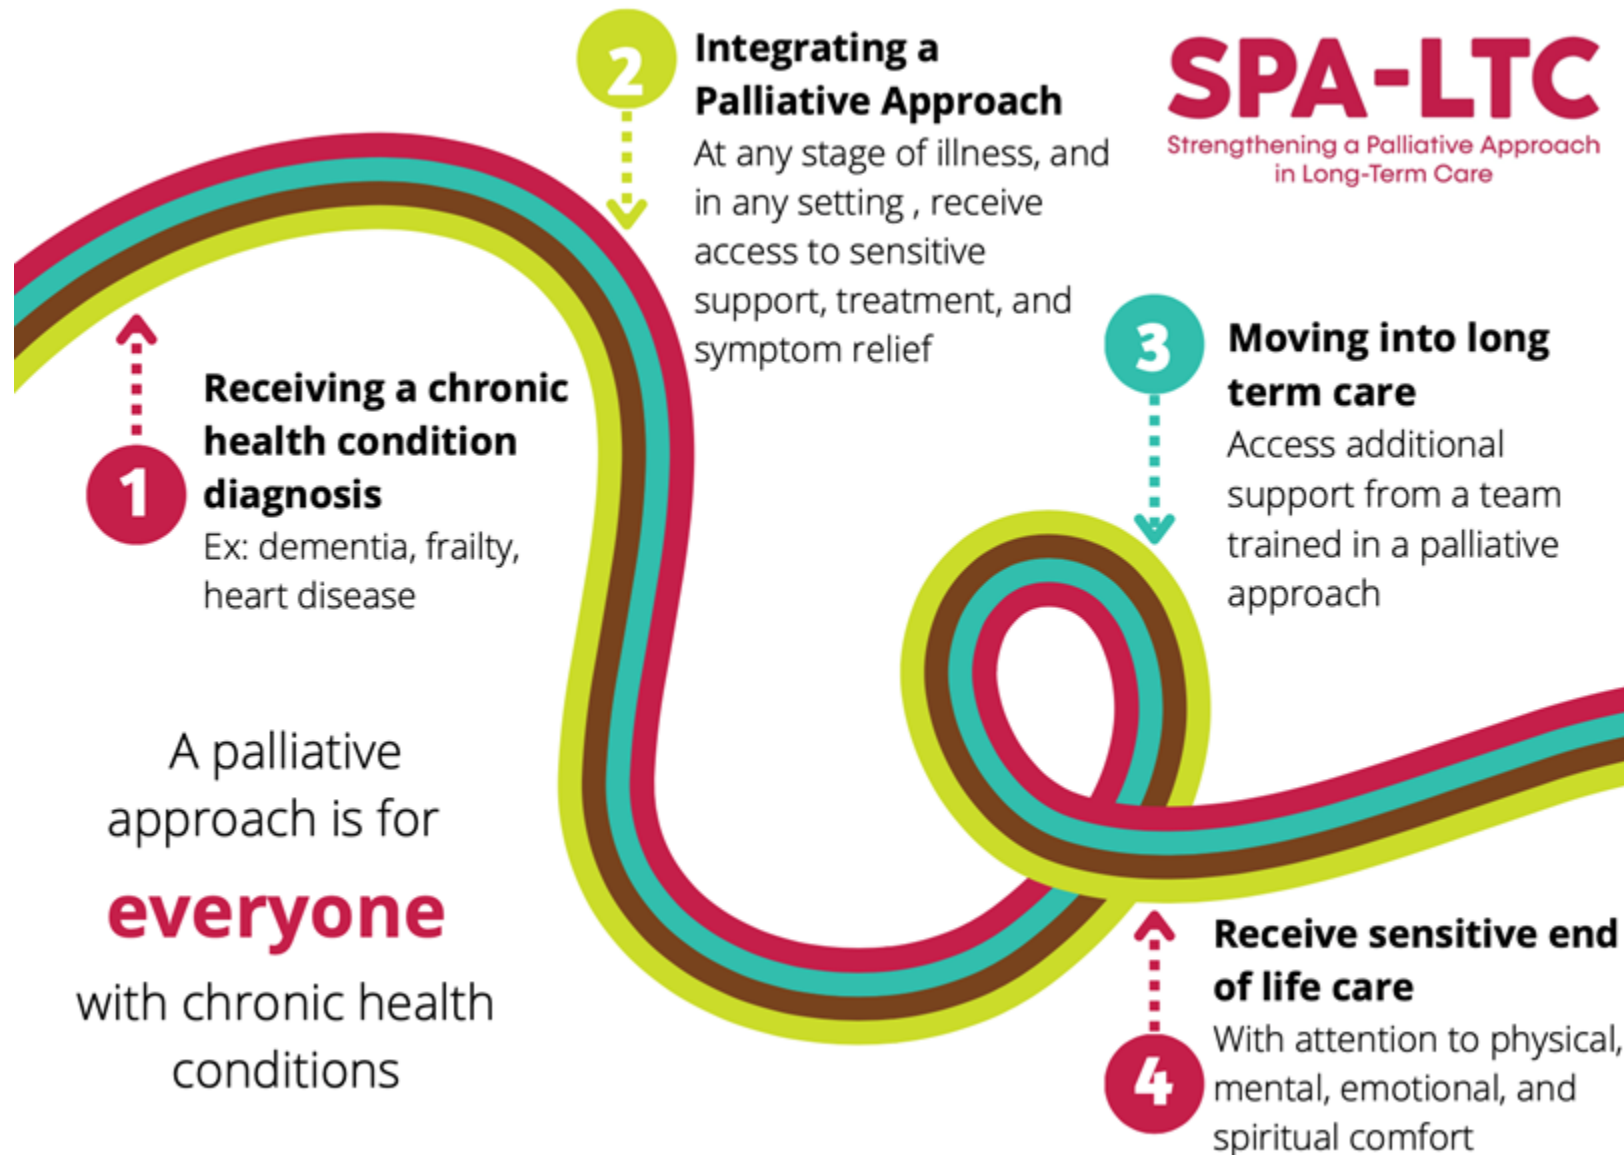 SPA-LTC
Strengthening a Palliative Approach
in Long-Term Care
1
Receiving a chronic
health condition
diagnosis
Ex: dementia, frailty,
heart disease
2
Integrating a
Palliative Approach
At any stage of illness, and
in any setting , receive
access to sensitive
support, treatment, and
symptom relief
3
Moving into long
term care
Access additional
support from a team
trained in a palliative
approach
4
Receive sensitive end
of life care
With attention to physical,
mental, emotional, and
spiritual comfort
A palliative
approach is for
everyone
with chronic health
conditions